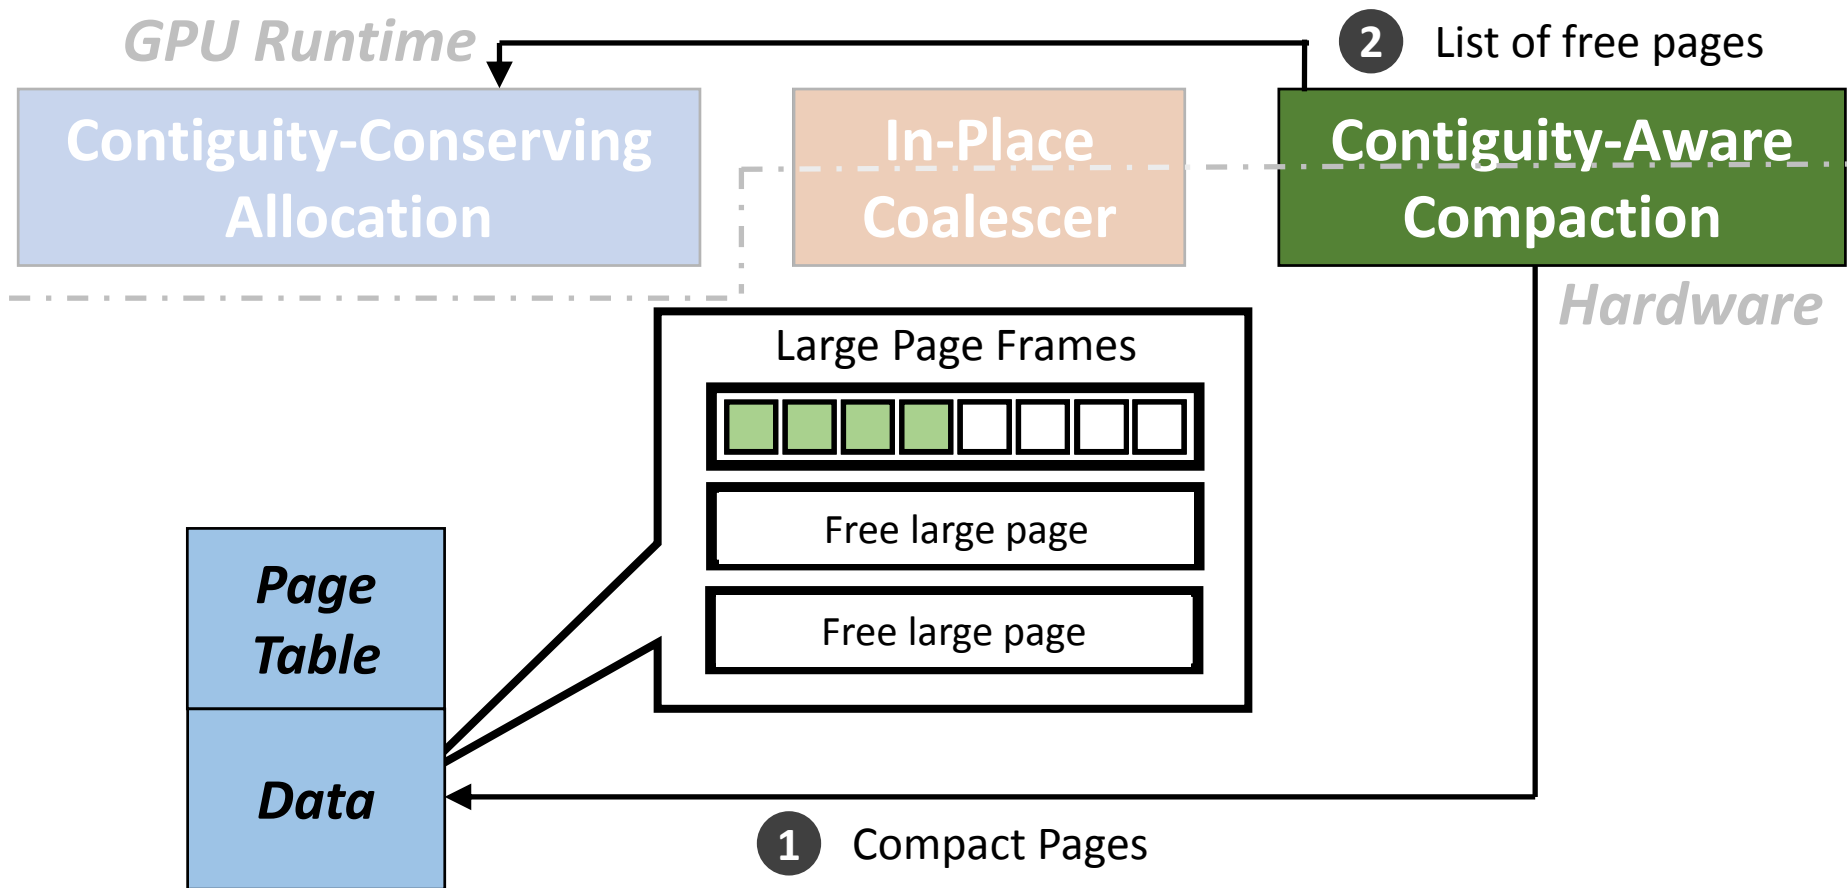 GPU Runtime
2 List of free pages
Contiguity-Conserving
Allocation
In-Place
Coalescer
Contiguity-Aware
Compaction
Hardware
Large Page Frames
Free large page
Free large page
Page
Table
Data
1 Compact Pages